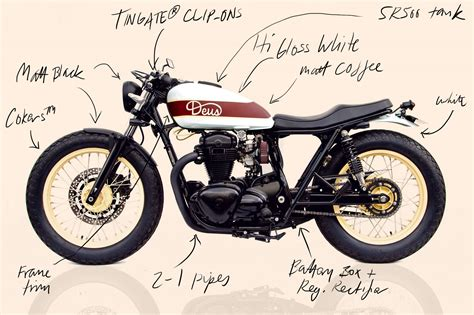 TINGATE® CLIP-ONS
SR500 tank
Hi Gloss White
matt Coffee
Matt Black
Cokers™
White
Deus
Frame
trim
2-1 pipes
Battery Box +
Reg. Rectifier